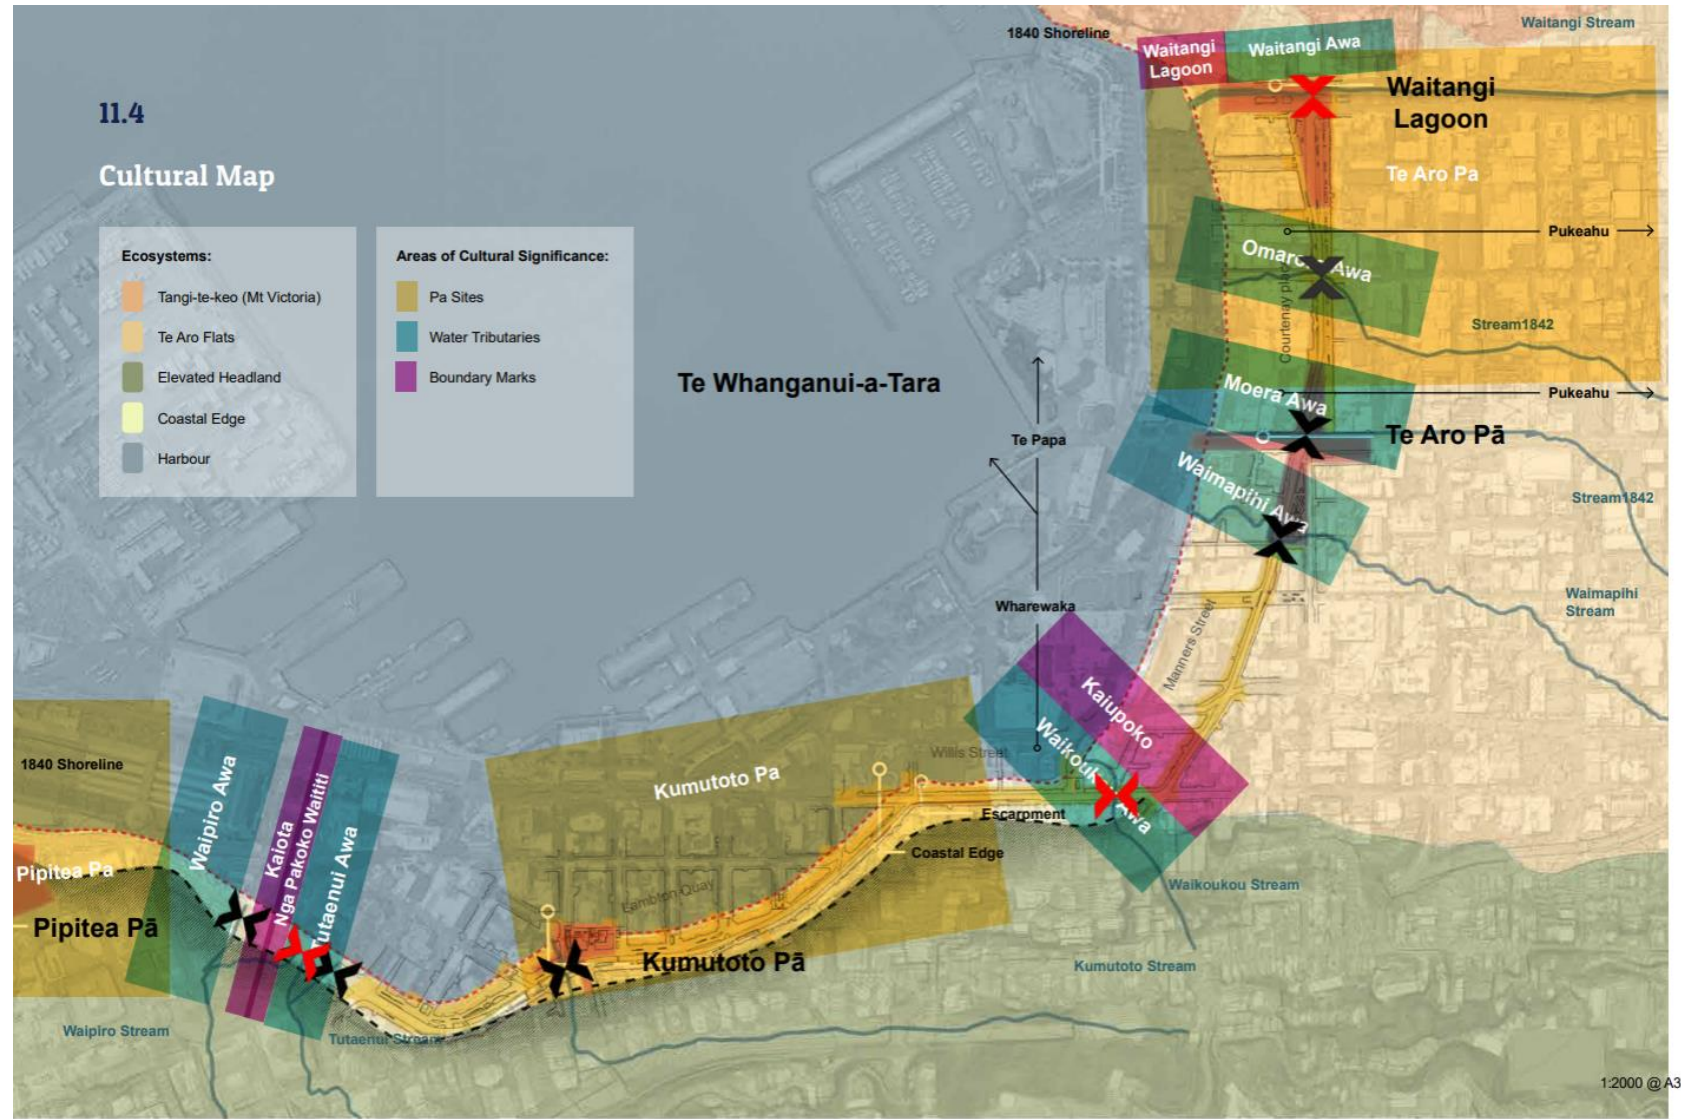 11.4
Cultural Map
Ecosystems:
Tangi-te-keo (Mt Victoria)
Te Aro Flats
Elevated Headland
Coastal Edge
Harbour
Areas of Cultural Significance:
Pa Sites
Water Tributaries
Boundary Marks
1840 Shoreline
Waitangi
Lagoon
Waitangi Awa
Waitangi Stream
Waitangi
Lagoon
Te Aro Pa
Pukeahu
Awa
Courtenay place
Stream1842
Te Whanganui-a-Tara
Moera Awa
Pukeahu
Te Papa
Te Aro Pā
Waimapihi Awa
Stream1842
Waimapihi
Stream
Wharewaka
Manners Street
Kaiupoko
Awa
Willis Street
Kumutoto Pa
Escarpment
Coastal Edge
Lambton Quay
Waikoukou Stream
Kumutoto Stream
Kumutoto Pā
1840 Shoreline
Waipiro Awa
Kaiota
Nga Pakoko Waititi
Tutaenui Awa
Pipitea Pa
Pipitea Pā
Waipiro Stream
Tutaenui Stream
1:2000 @ A3